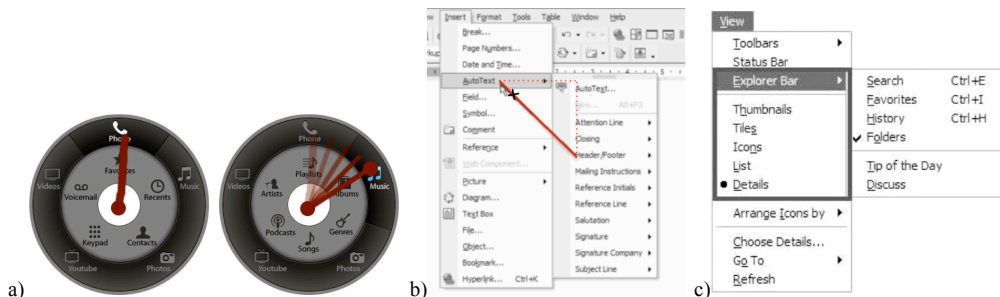 a)
Phone
Favorites
Videos
Voicemail
Recents
Music
Keypad
Contacts
Youtube
Photos
Playlists
Videos
Artists
Albums
Music
Podcasts
Genres
Songs
Youtube
Photos
b)
Insert Format Tools Table Window Help
Break...
Page Numbers...
Date and Time...
AutoText
Field...
Symbol...
Comment
Reference
Web Component...
Picture
Diagram...
Text Box
File...
Object...
Bookmark...
Hyperlink... Ctrl+K
AutoText...
New... Alt+F3
Attention Line
Closing
Header/Footer
Mailing Instructions
Reference Initials
Reference Line
Salutation
Signature
Signature Company
Subject Line
c)
View
Toolbars
Status Bar
Explorer Bar
Thumbnails
Tiles
Icons
List
Details
Arrange Icons by
Choose Details...
Go To
Refresh
Search Ctrl+E
Favorites Ctrl+I
History Ctrl+H
Folders
Tip of the Day
Discuss